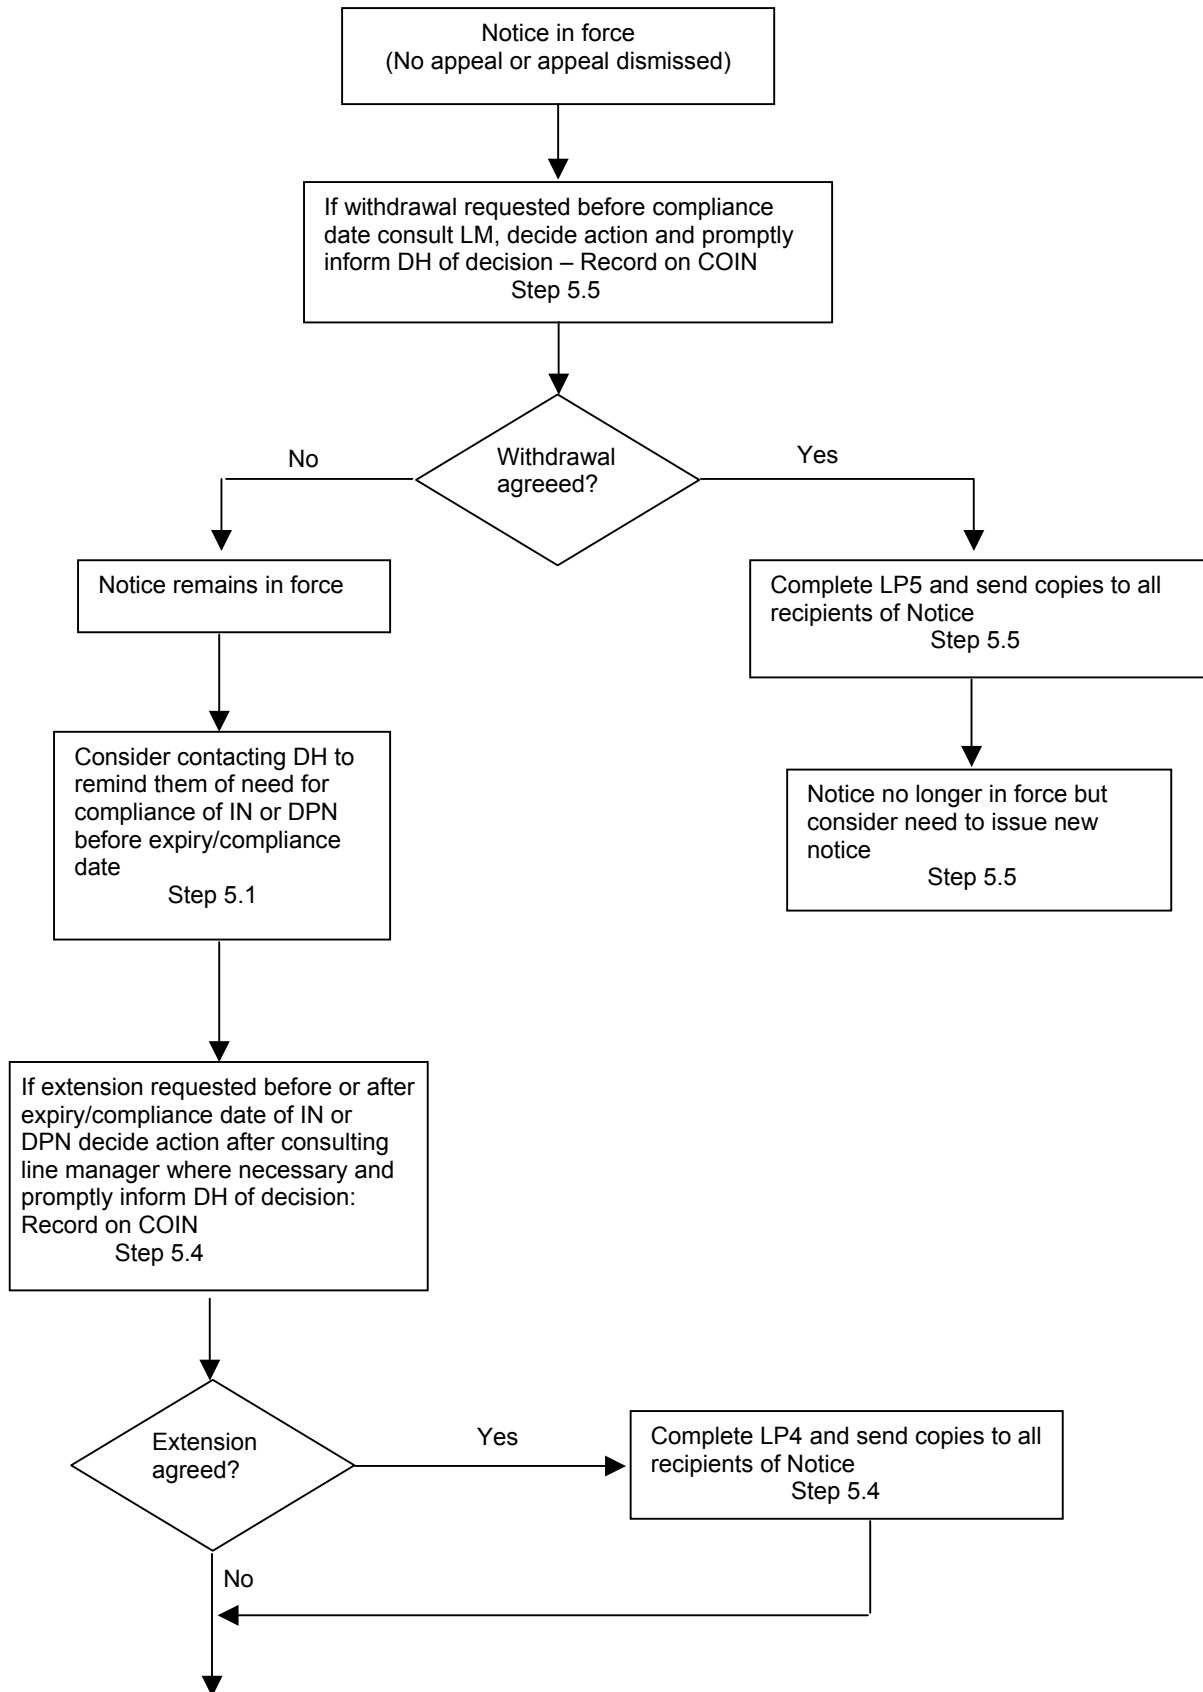 Notice in force
(No appeal or appeal dismissed)
If withdrawal requested before compliance
date consult LM, decide action and promptly
inform DH of decision – Record on COIN
Step 5.5
Withdrawal
agreeed?
No
Yes
Notice remains in force
Complete LP5 and send copies to all
recipients of Notice
Step 5.5
Consider contacting DH to
remind them of need for
compliance of IN or DPN
before expiry/compliance
date
Step 5.1
Notice no longer in force but
consider need to issue new
notice
Step 5.5
If extension requested before or after
expiry/compliance date of IN or
DPN decide action after consulting
line manager where necessary and
promptly inform DH of decision:
Record on COIN
Step 5.4
Extension
agreed?
Yes
Complete LP4 and send copies to all
recipients of Notice
Step 5.4
No